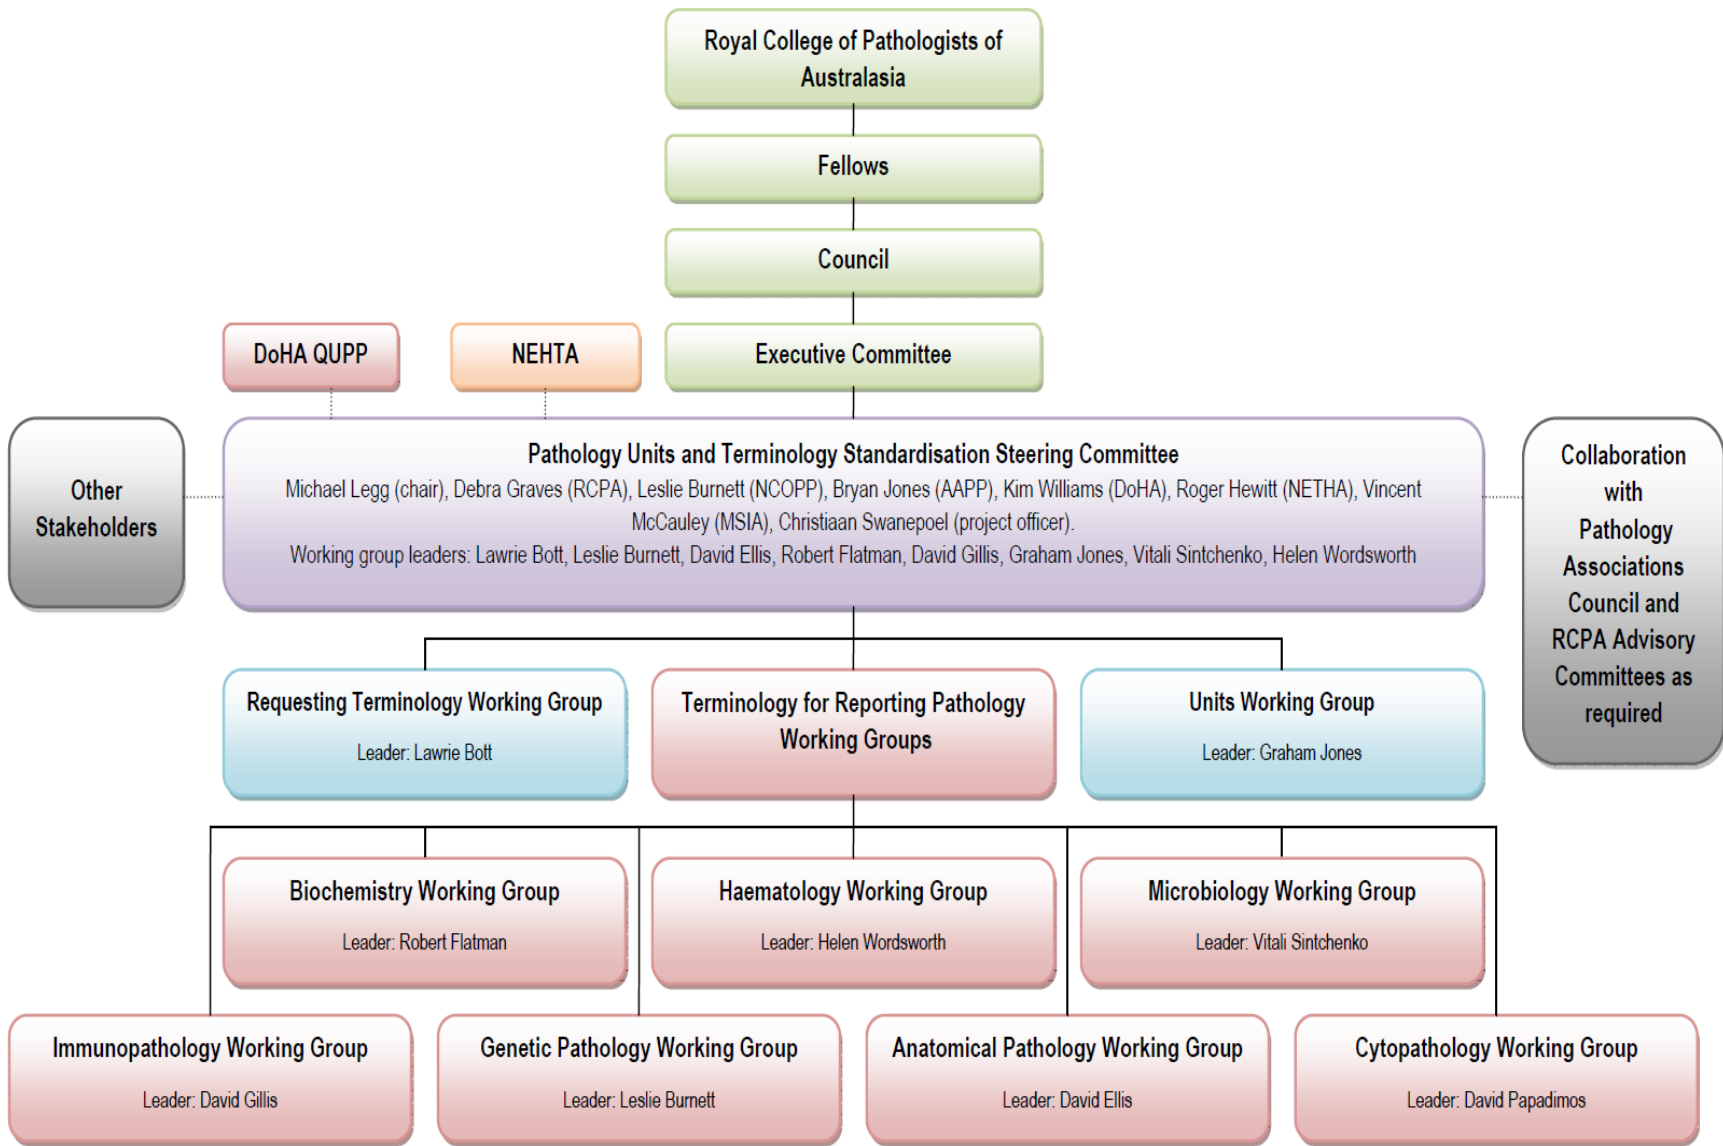 Royal College of Pathologists of
Australasia
Fellows
Council
DoHA QUPP
NEHTA
Executive Committee
Other
Stakeholders
Pathology Units and Terminology Standardisation Steering Committee
Michael Legg (chair), Debra Graves (RCPA), Leslie Burnett (NCOPP), Bryan Jones (AAPP), Kim Williams (DoHA), Roger Hewitt (NETHA), Vincent
McCauley (MSIA), Christiaan Swanepoel (project officer).
Working group leaders: Lawrie Bott, Leslie Burnett, David Ellis, Robert Flatman, David Gillis, Graham Jones, Vitali Sintchenko, Helen Wordsworth
Collaboration
with
Pathology
Associations
Council and
RCPA Advisory
Committees as
required
Requesting Terminology Working Group
Leader: Lawrie Bott
Terminology for Reporting Pathology
Working Groups
Units Working Group
Leader: Graham Jones
Biochemistry Working Group
Leader: Robert Flatman
Haematology Working Group
Leader: Helen Wordsworth
Microbiology Working Group
Leader: Vitali Sintchenko
Immunopathology Working Group
Leader: David Gillis
Genetic Pathology Working Group
Leader: Leslie Burnett
Anatomical Pathology Working Group
Leader: David Ellis
Cytopathology Working Group
Leader: David Papadimos